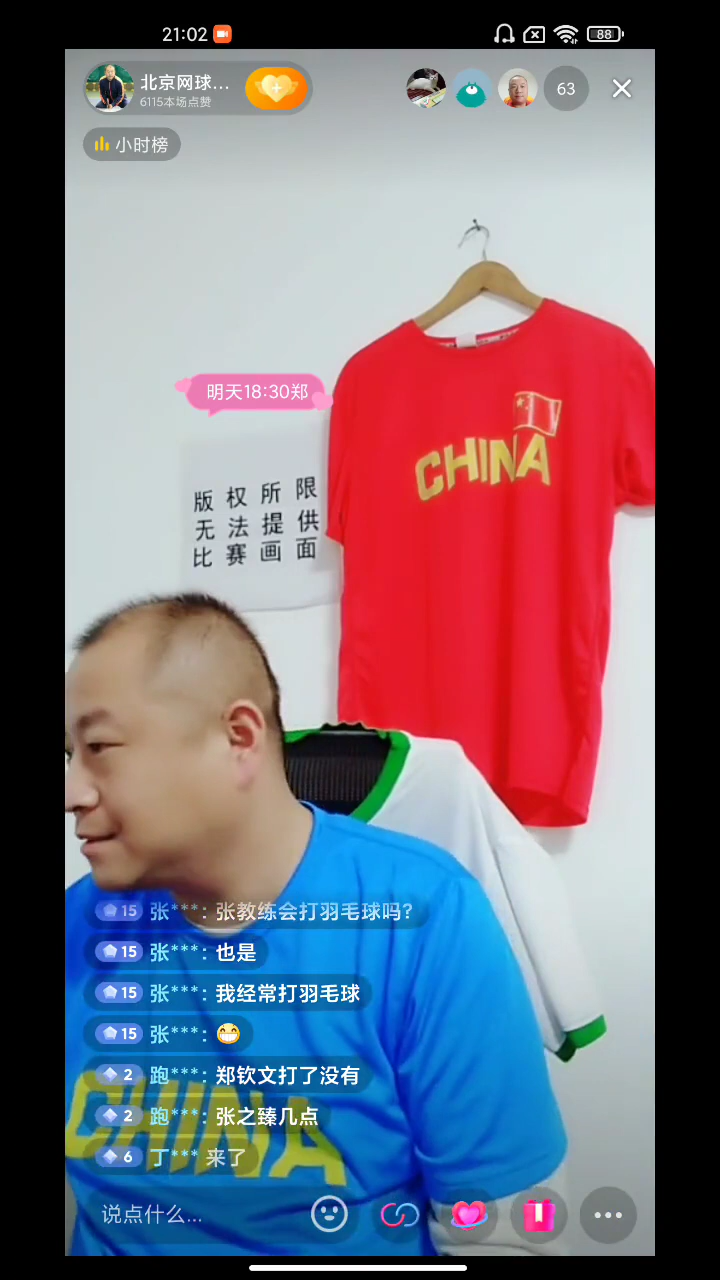 21:02
88
北京网球...
6115本场点赞
63
小时榜
明天18:30郑
CHINA
版权所限
无法提供
比赛画面
15 张***: 张教练会打羽毛球吗?
15 张***: 也是
15 张***: 我经常打羽毛球
15 张***: 😁
2 跑***: 郑钦文打了没有
2 跑***: 张之臻几点
6 丁*** 来了
CHINA
说点什么...